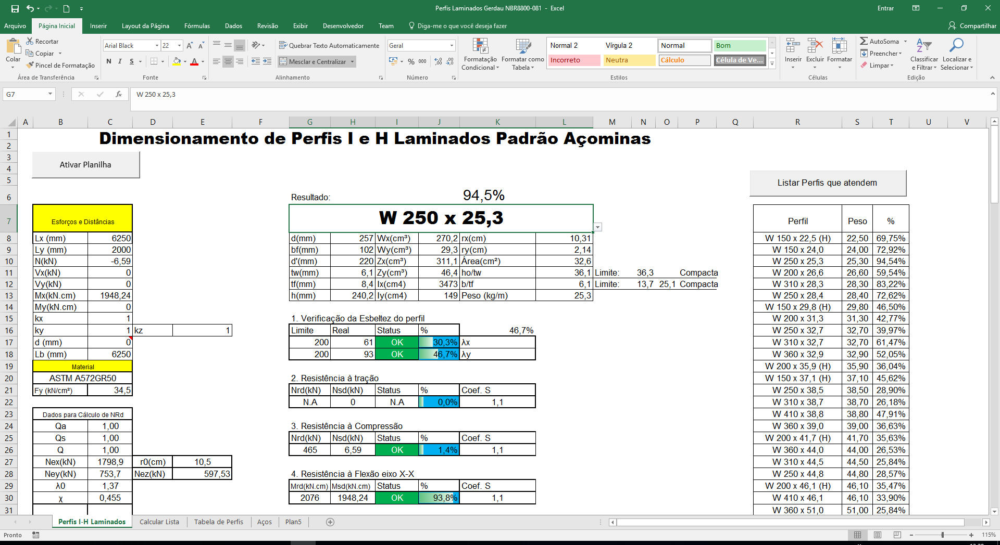 Perfis Laminados Gerdau NBR8800-081 - Excel
Entrar
Arquivo Página Inicial Inserir Layout da Página Fórmulas Dados Revisão Exibir Desenvolvedor Team Diga-me o que você deseja fazer Compartilhar
Colar
Recortar
Copiar
Pincel de Formatação
Área de Transferência
Arial Black 22
N I S
Fonte
Quebrar Texto Automaticamente
Mesclar e Centralizar
Alinhamento
Geral
% 000
Número
Formatação Condicional
Formatar como Tabela
Normal 2 Vírgula 2 Normal Bom
Incorreto Neutra Cálculo Célula de Ve...
Estilos
Inserir Excluir Formatar
Células
AutoSoma
Preencher
Limpar
Classificar e Filtrar
Localizar e Selecionar
Edição
G7 fx W 250 x 25,3
A B C D E F G H I J K L M N O P Q R S T U V
1 2 3 4 5 6 7 8 9 10 11 12 13 14 15 16 17 18 19 20 21 22 23 24 25 26 27 28 29 30 31
Dimensionamento de Perfis I e H Laminados Padrão Açominas
Ativar Planilha
Listar Perfis que atendem
Resultado: 94,5%
W 250 x 25,3
Esforços e Distâncias
Lx (mm) 6250
Ly (mm) 2000
N(kN) -6,59
Vx(kN) 0
Vy(kN) 0
Mx(kN.cm) 1948,24
My(kN.cm) 0
kx 1
ky 1 kz 1
d (mm) 0
Lb (mm) 6250
Material
ASTM A572GR50
Fy (kN/cm²) 34,5
Dados para Cálculo de NRd
Qa 1,00
Qs 1,00
Q 1,00
Nex(kN) 1798,9 r0(cm) 10,5
Ney(kN) 753,7 Nez(kN) 597,53
λ0 1,37
χ 0,455
d(mm) 257 Wx(cm³) 270,2 rx(cm) 10,31
bf(mm) 102 Wy(cm³) 29,3 ry(cm) 2,14
d'(mm) 220 Zx(cm³) 311,1 Área(cm²) 32,6
tw(mm) 6,1 Zy(cm³) 46,4 ho/tw 36,1 Limite: 36,3 Compacta
tf(mm) 8,4 Ix(cm4) 3473 b/tf 6,1 Limite: 13,7 25,1 Compacta
h(mm) 240,2 Iy(cm4) 149 Peso (kg/m) 25,3
1. Verificação da Esbeltez do perfil
Limite Real Status % 46,7%
200 61 OK 30,3% λx
200 93 OK 46,7% λy
2. Resistência à tração
Nrd(kN) Nsd(kN) Status % Coef. S
N.A 0 N.A 0,0% 1,1
3. Resistência à Compressão
Nrd(kN) Nsd(kN) Status % Coef. S
465 6,59 OK 1,4% 1,1
4. Resistência à Flexão eixo X-X
Mrd(kN.cm) Msd(kN.cm) Status % Coef. S
2076 1948,24 OK 93,8% 1,1
Perfil Peso %
W 150 x 22,5 (H) 22,50 69,75%
W 150 x 24,0 24,00 72,92%
W 250 x 25,3 25,30 94,54%
W 200 x 26,6 26,60 59,54%
W 310 x 28,3 28,30 83,22%
W 250 x 28,4 28,40 72,62%
W 150 x 29,8 (H) 29,80 46,50%
W 200 x 31,3 31,30 42,77%
W 250 x 32,7 32,70 39,97%
W 310 x 32,7 32,70 61,47%
W 360 x 32,9 32,90 52,05%
W 200 x 35,9 (H) 35,90 36,04%
W 150 x 37,1 (H) 37,10 45,62%
W 250 x 38,5 38,50 28,90%
W 310 x 38,7 38,70 26,18%
W 410 x 38,8 38,80 47,91%
W 360 x 39,0 39,00 36,63%
W 200 x 41,7 (H) 41,70 35,63%
W 360 x 44,0 44,00 26,53%
W 310 x 44,5 44,50 25,84%
W 250 x 44,8 44,80 28,57%
W 200 x 46,1 (H) 46,10 35,47%
W 410 x 46,1 46,10 33,90%
W 360 x 51,0 51,00 25,84%
Perfis I-H Laminados Calcular Lista Tabela de Perfis Aços Plan5
Pronto 115%